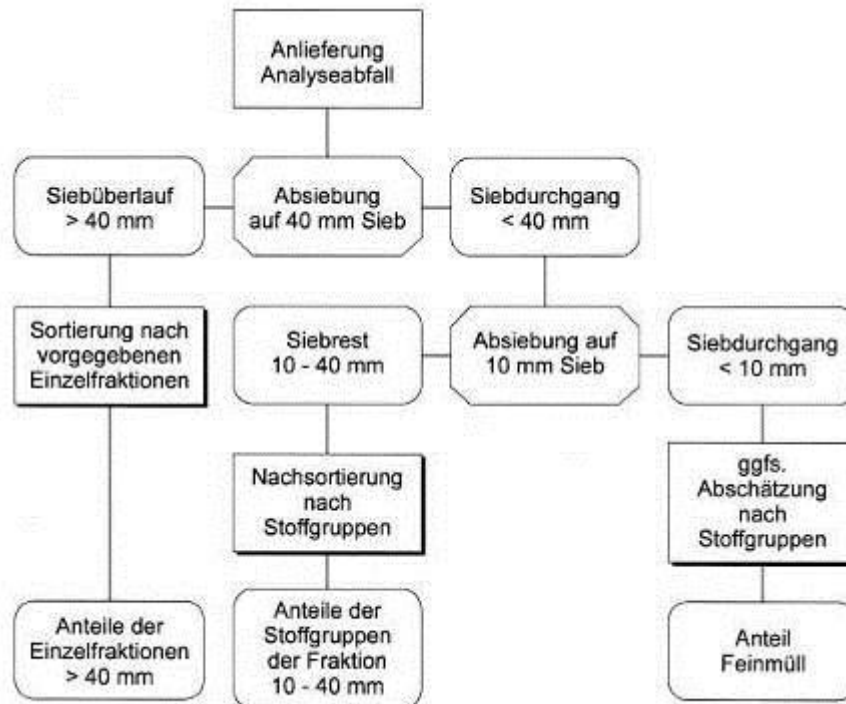 Anlieferung
Analyseabfall
Siebüberlauf
> 40 mm
Absiebung
auf 40 mm Sieb
Siebdurchgang
< 40 mm
Sortierung nach
vorgegebenen
Einzelfraktionen
Siebrest
10 - 40 mm
Absiebung auf
10 mm Sieb
Siebdurchgang
< 10 mm
Nachsortierung
nach
Stoffgruppen
ggfs.
Abschätzung
nach
Stoffgruppen
Anteile der
Einzelfraktionen
> 40 mm
Anteile der
Stoffgruppen
der Fraktion
10 - 40 mm
Anteil
Feinmüll